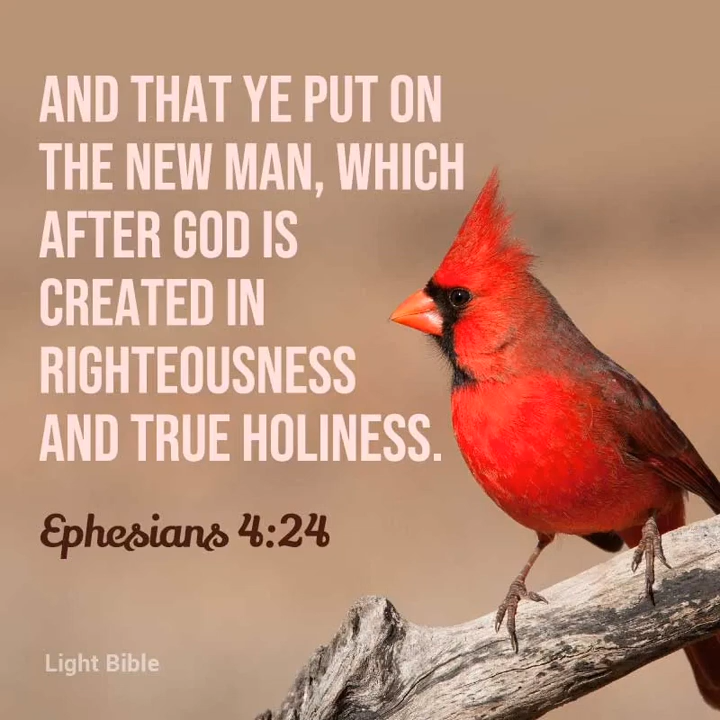 AND THAT YE PUT ON
THE NEW MAN, WHICH
AFTER GOD IS
CREATED IN
RIGHTEOUSNESS
AND TRUE HOLINESS.
Ephesians 4:24
Light Bible